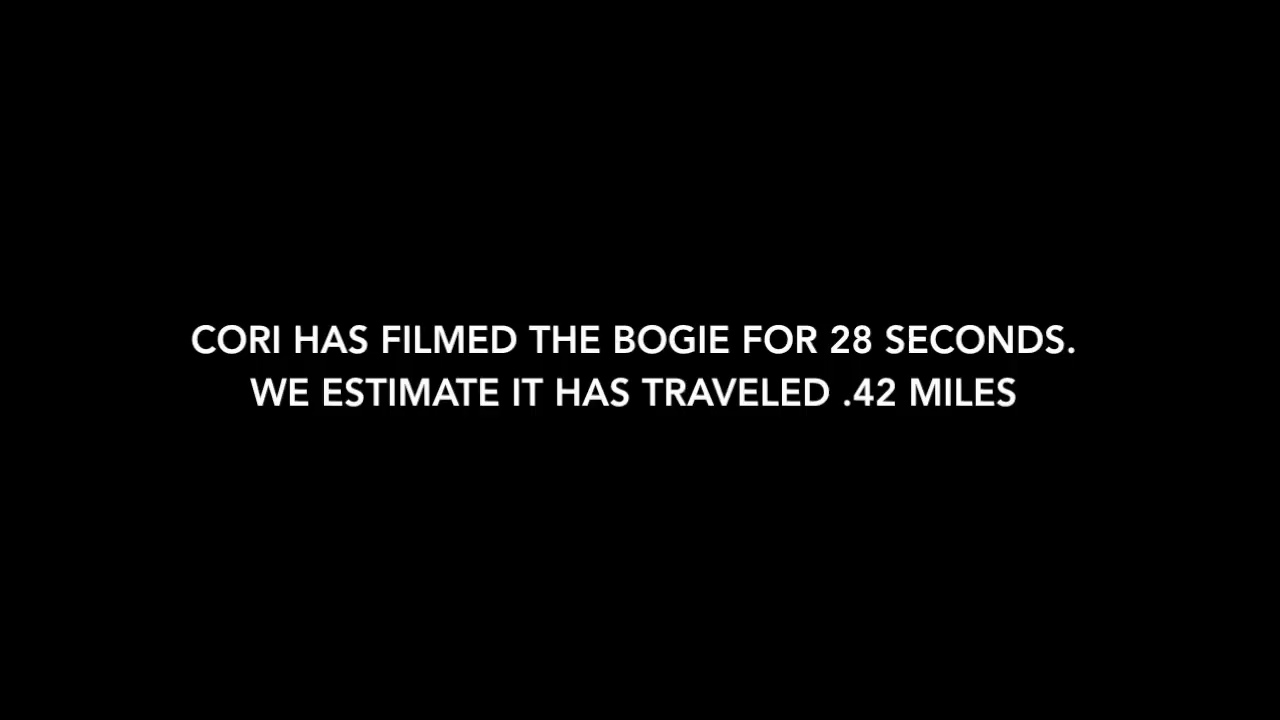 CORI HAS FILMED THE BOGIE FOR 28 SECONDS.
WE ESTIMATE IT HAS TRAVELED .42 MILES